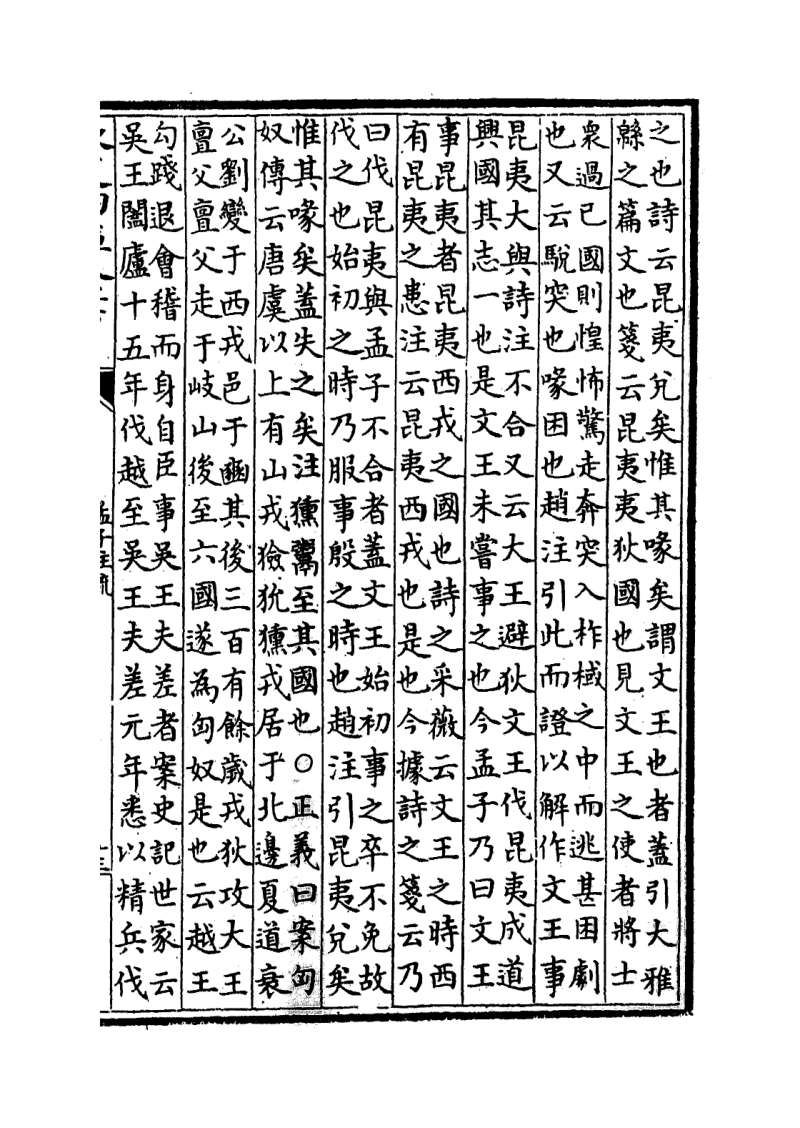 之也詩云昆夷兌矣惟其喙矣謂文王也者蓋引大雅
緜之篇文也箋云昆夷夷狄國也見文王之使者將士
衆過已國則惶怖驚走奔突入柞棫之中而逃甚困劇
也又云駾突也喙困也趙注引此而證以解作文王事
昆夷大與詩注不合又云大王避狄文王伐昆夷成道
興國其志一也是文王未嘗事之也今孟子乃曰文王
事昆夷者昆夷西戎之國也詩之采薇云文王之時西
有昆夷之患注云昆夷西戎也是也今據詩之箋云乃
曰伐昆夷與孟子不合者蓋文王始初事之卒不免故
伐之也始初之時乃服事殷之時也趙注引昆夷兌矣
惟其喙矣蓋失之矣注獯鬻至其國也○正義曰案匈
奴傳云唐虞以上有山戎獫狁獯戎居于北邊夏道衰
公劉變于西戎邑于豳其後三百有餘歲戎狄攻大王
亶父亶父走于岐山後至六國遂為匈奴是也云越王
勾踐退會稽而身自臣事吳王夫差者案史記世家云
吳王闔廬十五年伐越至吳王夫差元年悉以精兵伐
孟子注疏